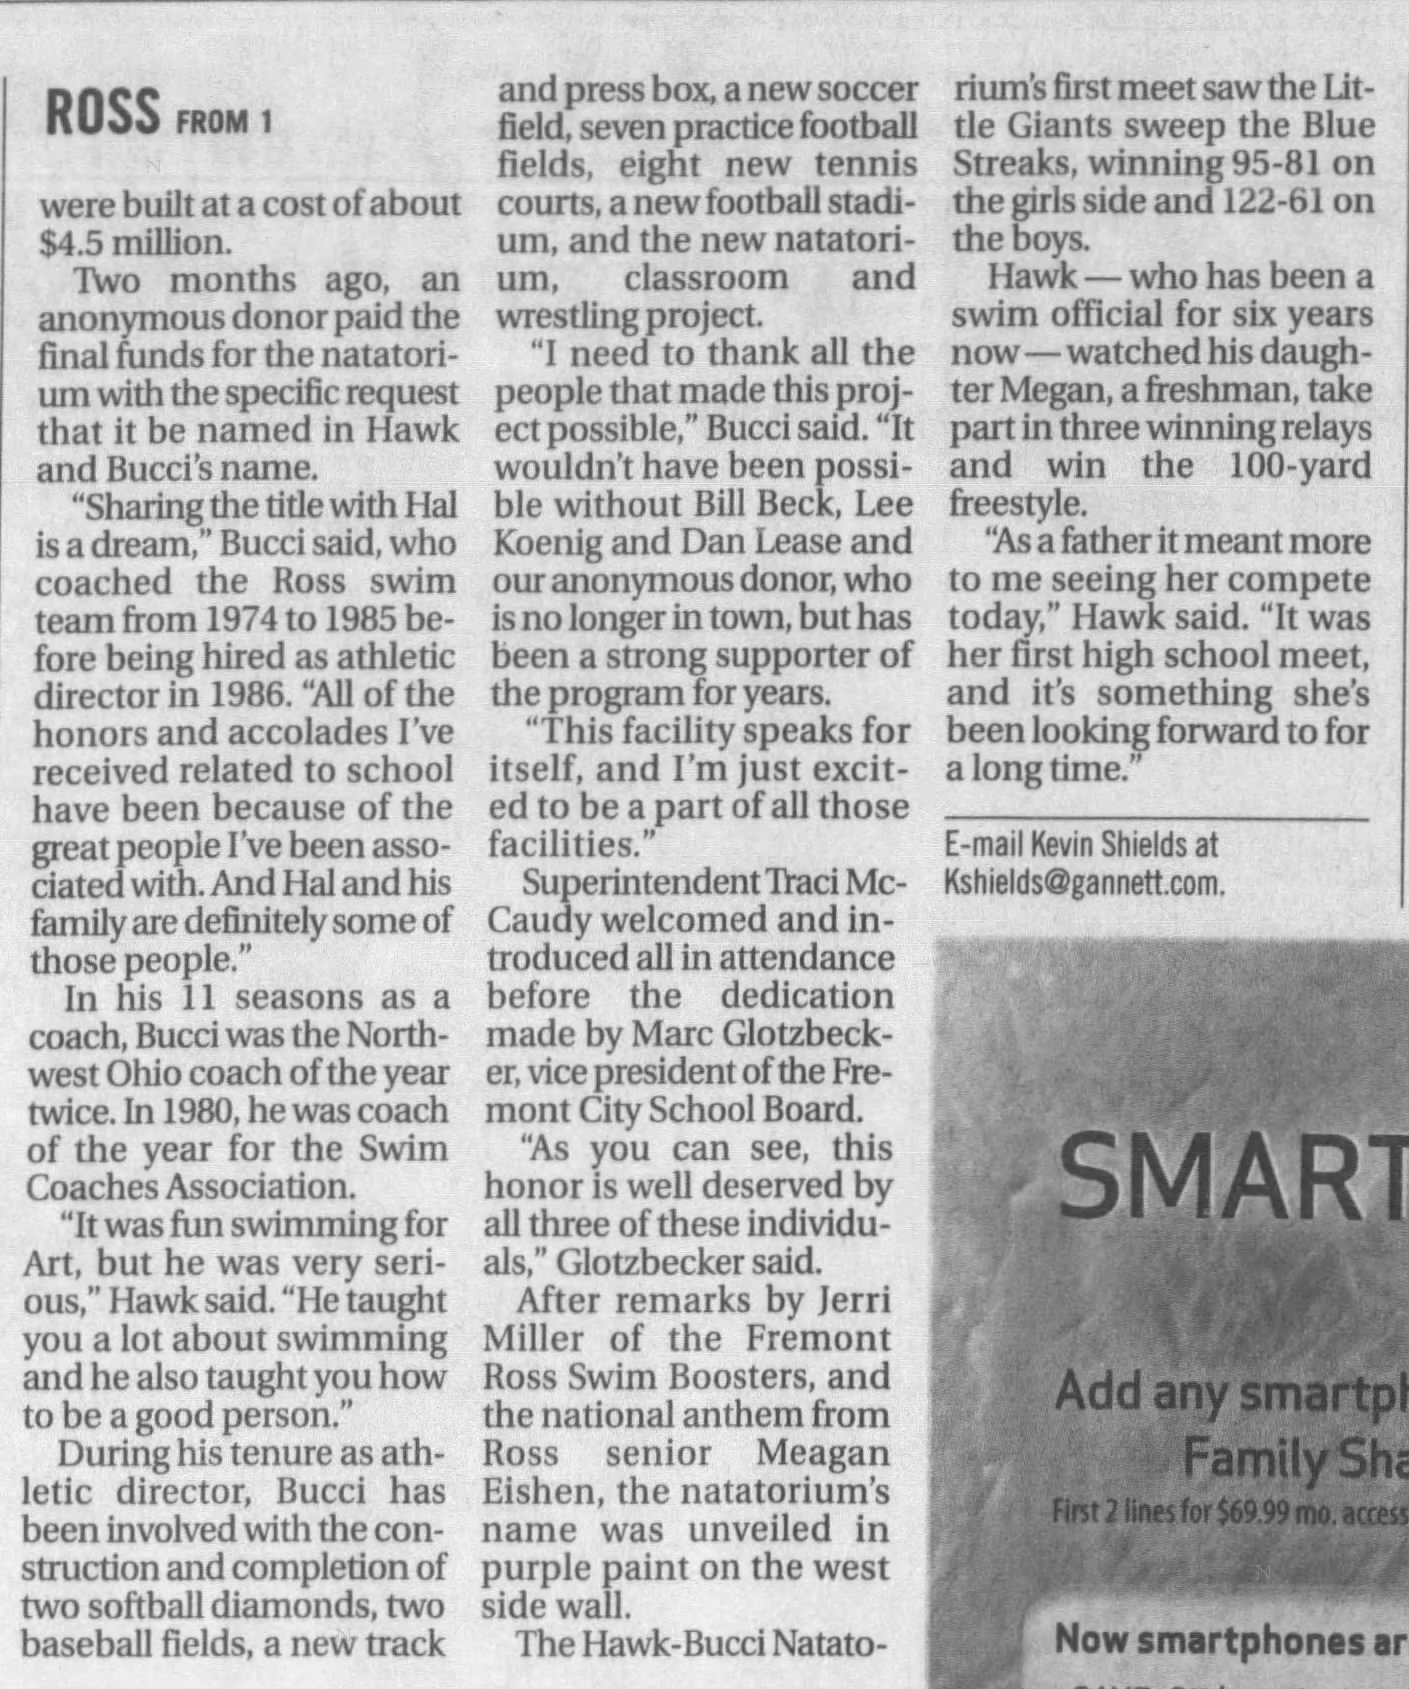 ROSS FROM 1
were built at a cost of about
$4.5 million.
Two months ago, an
anonymous donor paid the
final funds for the natatori-
um with the specific request
that it be named in Hawk
and Bucci's name.
"Sharing the title with Hal
is a dream," Bucci said, who
coached the Ross swim
team from 1974 to 1985 be-
fore being hired as athletic
director in 1986. "All of the
honors and accolades I've
received related to school
have been because of the
great people I've been asso-
ciated with. And Hal and his
family are definitely some of
those people."
In his 11 seasons as a
coach, Bucci was the North-
west Ohio coach of the year
twice. In 1980, he was coach
of the year for the Swim
Coaches Association.
"It was fun swimming for
Art, but he was very seri-
ous," Hawk said. "He taught
you a lot about swimming
and he also taught you how
to be a good person."
During his tenure as ath-
letic director, Bucci has
been involved with the con-
struction and completion of
two softball diamonds, two
baseball fields, a new track
and press box, a new soccer
field, seven practice football
fields, eight new tennis
courts, a new football stadi-
um, and the new natatori-
um, classroom and
wrestling project.
"I need to thank all the
people that made this proj-
ect possible," Bucci said. "It
wouldn't have been possi-
ble without Bill Beck, Lee
Koenig and Dan Lease and
our anonymous donor, who
is no longer in town, but has
been a strong supporter of
the program for years.
"This facility speaks for
itself, and I'm just excit-
ed to be a part of all those
facilities."
Superintendent Traci Mc-
Caudy welcomed and in-
troduced all in attendance
before the dedication
made by Marc Glotzbeck-
er, vice president of the Fre-
mont City School Board.
"As you can see, this
honor is well deserved by
all three of these individu-
als," Glotzbecker said.
After remarks by Jerri
Miller of the Fremont
Ross Swim Boosters, and
the national anthem from
Ross senior Meagan
Eishen, the natatorium's
name was unveiled in
purple paint on the west
side wall.
The Hawk-Bucci Natato-
rium's first meet saw the Lit-
tle Giants sweep the Blue
Streaks, winning 95-81 on
the girls side and 122-61 on
the boys.
Hawk — who has been a
swim official for six years
now — watched his daugh-
ter Megan, a freshman, take
part in three winning relays
and win the 100-yard
freestyle.
"As a father it meant more
to me seeing her compete
today," Hawk said. "It was
her first high school meet,
and it's something she's
been looking forward to for
a long time."
E-mail Kevin Shields at
Kshields@gannett.com.
SMART
Add any smartph
Family Sha
First 2 lines for $69.99 mo. access
Now smartphones ar